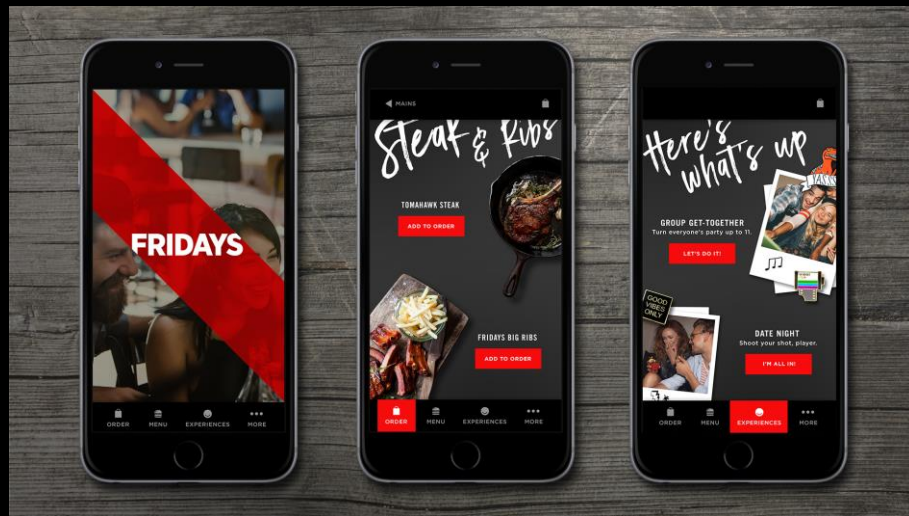 FRIDAYS
ORDER
MENU
EXPERIENCES
MORE
MAINS
Steak & Ribs
TOMAHAWK STEAK
ADD TO ORDER
FRIDAYS BIG RIBS
ADD TO ORDER
ORDER
MENU
EXPERIENCES
MORE
Here's
what's up
GROUP GET-TOGETHER
Turn everyone's party up to 11.
LET'S DO IT!
GOOD
VIBES
ONLY
DATE NIGHT
Shoot your shot, player.
I'M ALL IN!
ORDER
MENU
EXPERIENCES
MORE